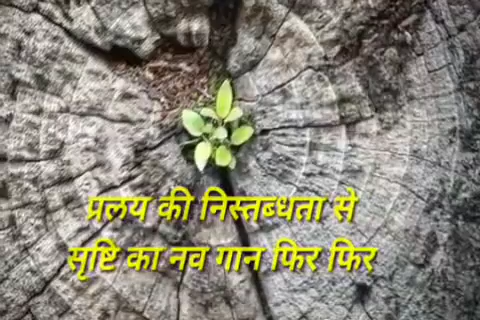 प्रलय की निस्तब्धता से
सृष्टि का नव गान फिर फिर